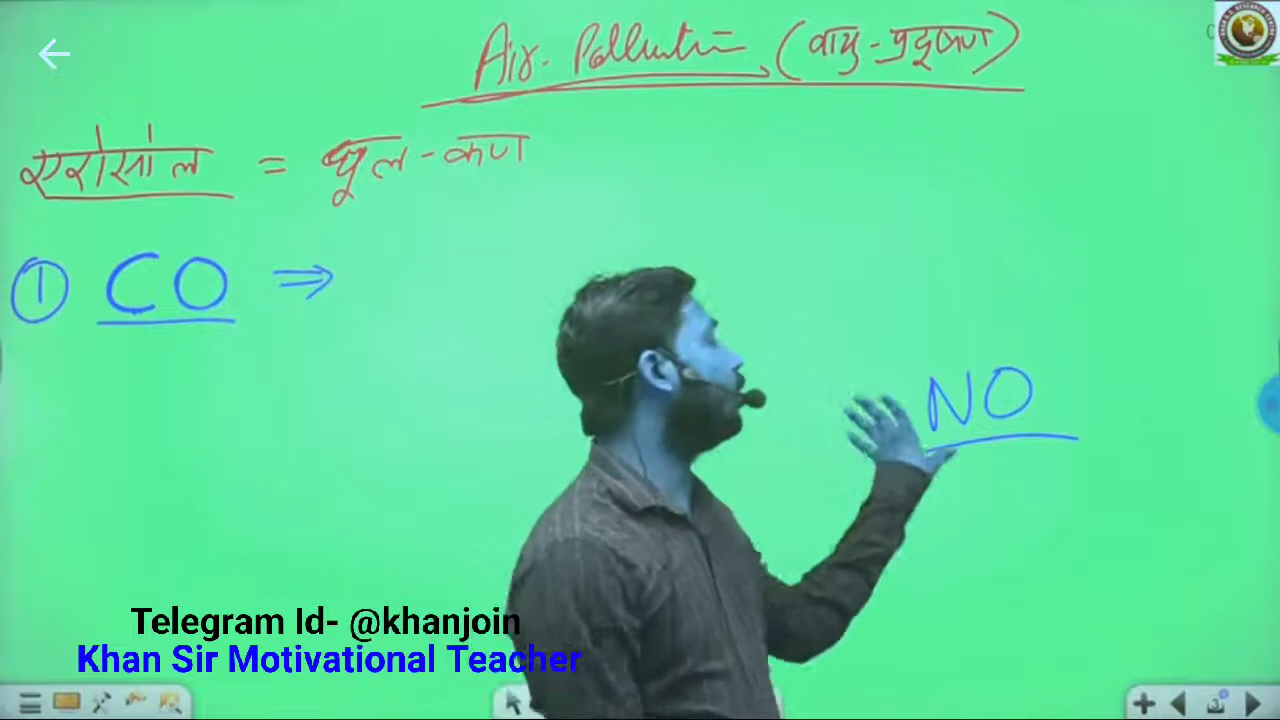 Air-Pollution, (वायु-प्रदूषण)
एरोसॉल = धूल-कण
① CO ⇒
NO
Telegram Id- @khanjoin
Khan Sir Motivational Teacher